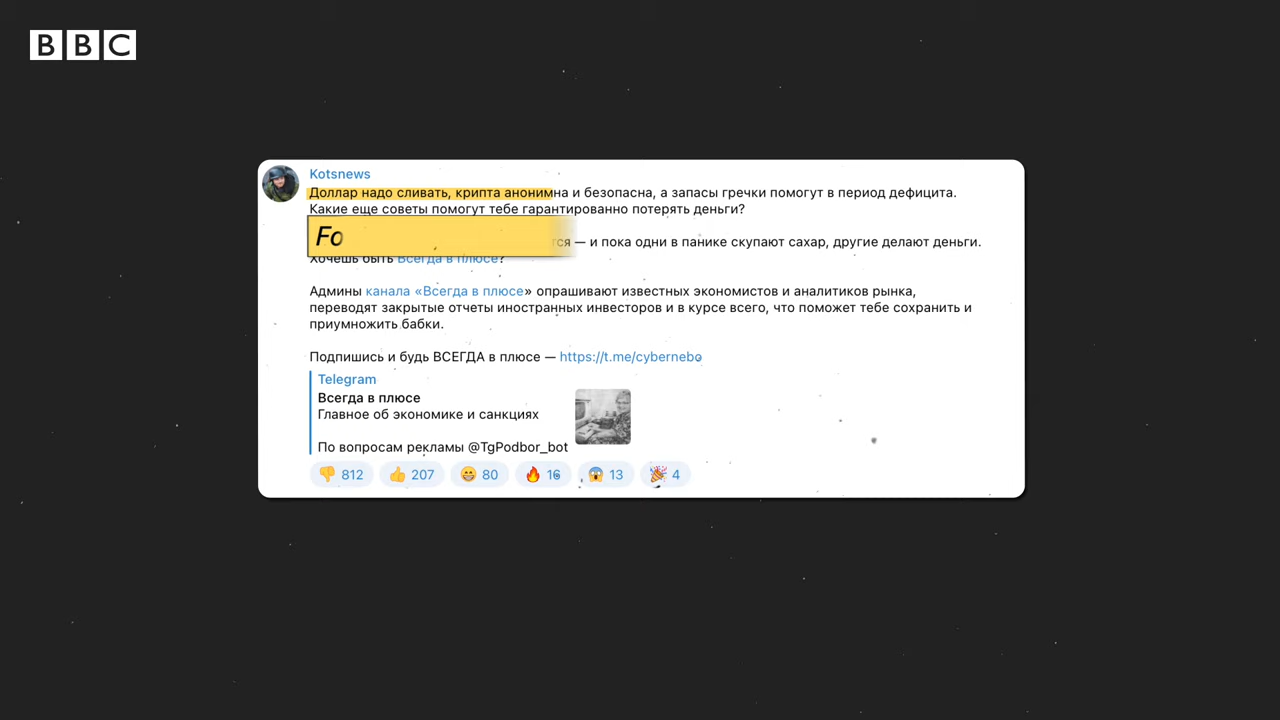 BBC
Kotsnews
Доллар надо сливать, крипта анонимна и безопасна, а запасы гречки помогут в период дефицита.
Какие еще советы помогут тебе гарантированно потерять деньги?
Fo
— и пока одни в панике скупают сахар, другие делают деньги.
Хочешь быть Всегда в плюсе?
Админы канала «Всегда в плюсе» опрашивают известных экономистов и аналитиков рынка,
переводят закрытые отчеты иностранных инвесторов и в курсе всего, что поможет тебе сохранить и
приумножить бабки.
Подпишись и будь ВСЕГДА в плюсе — https://t.me/cybernebo
Telegram
Всегда в плюсе
Главное об экономике и санкциях
По вопросам рекламы @TgPodbor_bot
812 207 80 16 13 4